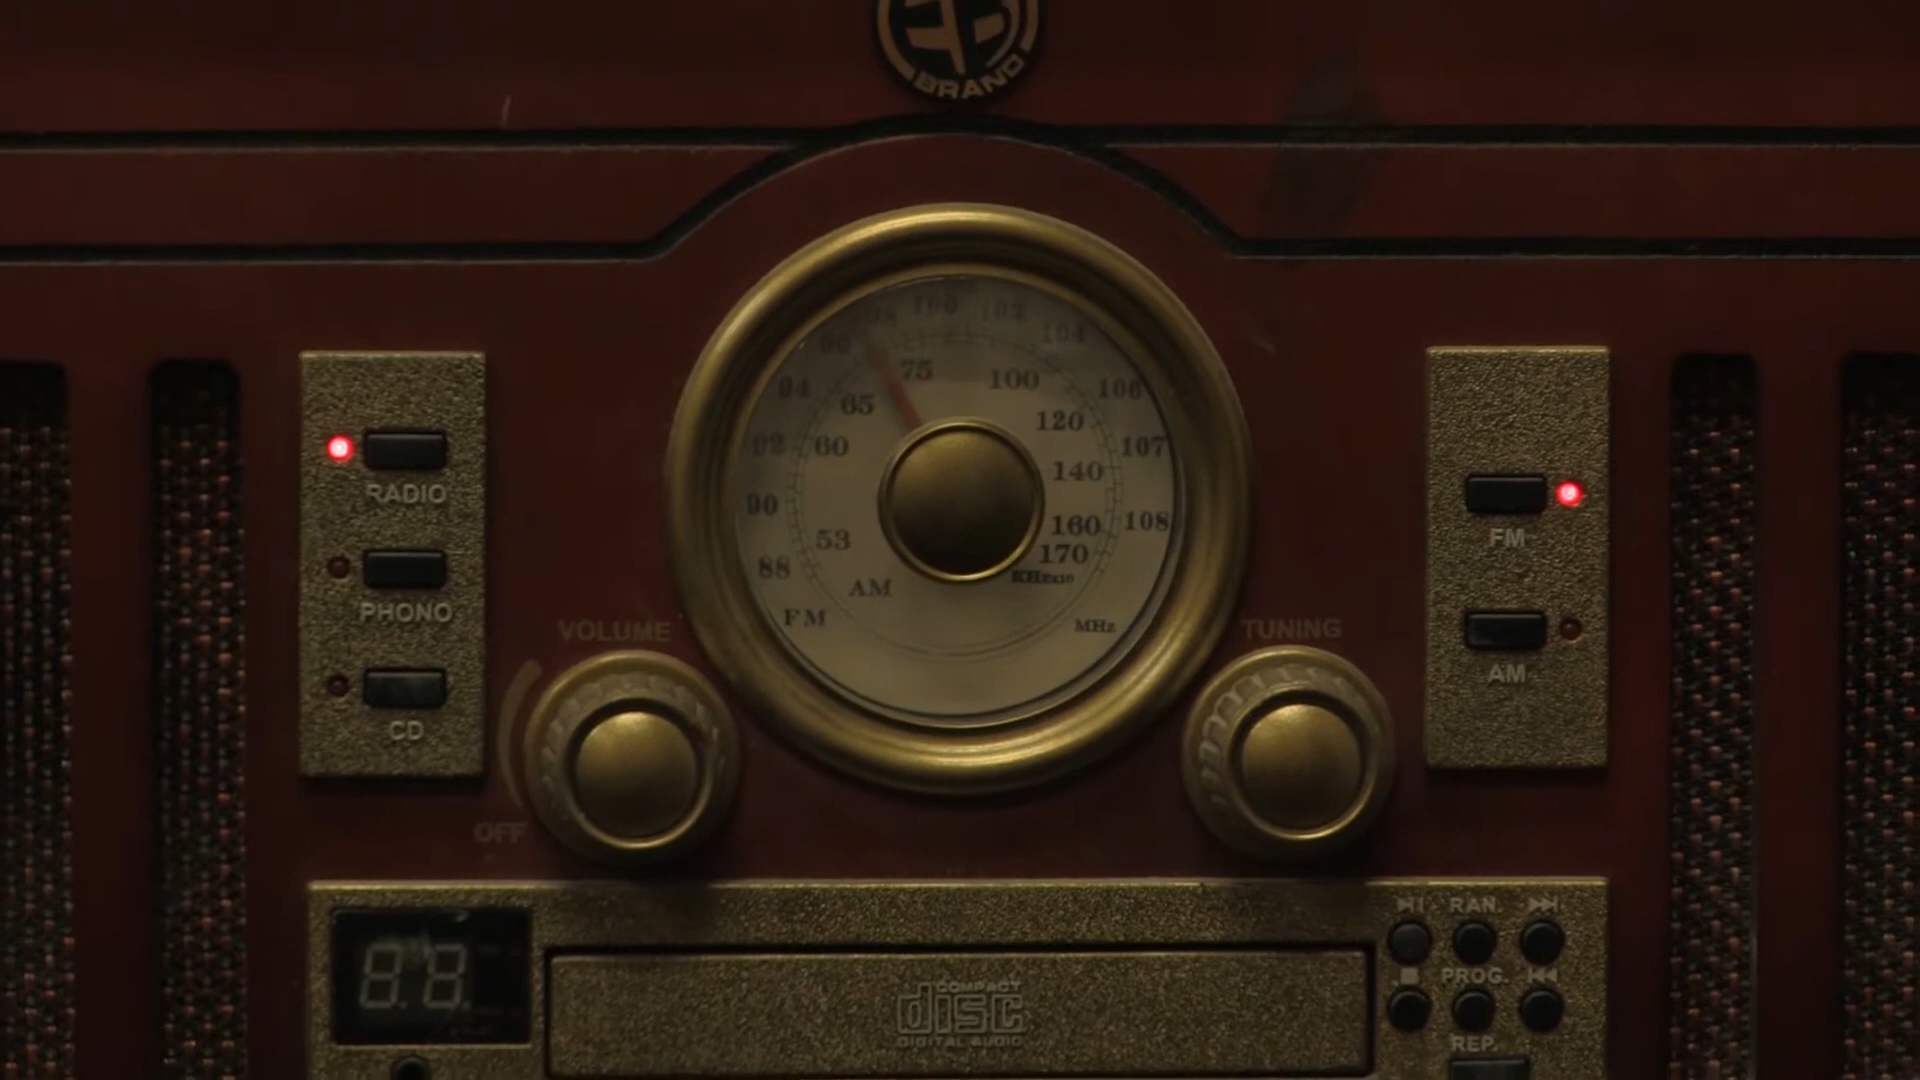 BRAND
100 102
96 104
75
94 100 106
65 120
92 60 107
140
90 160 108
53 170
88 KHzx10
AM
FM MHz
RADIO
PHONO
CD
FM
AM
VOLUME
OFF
TUNING
88
COMPACT
disc
DIGITAL AUDIO
RAN.
PROG.
REP.